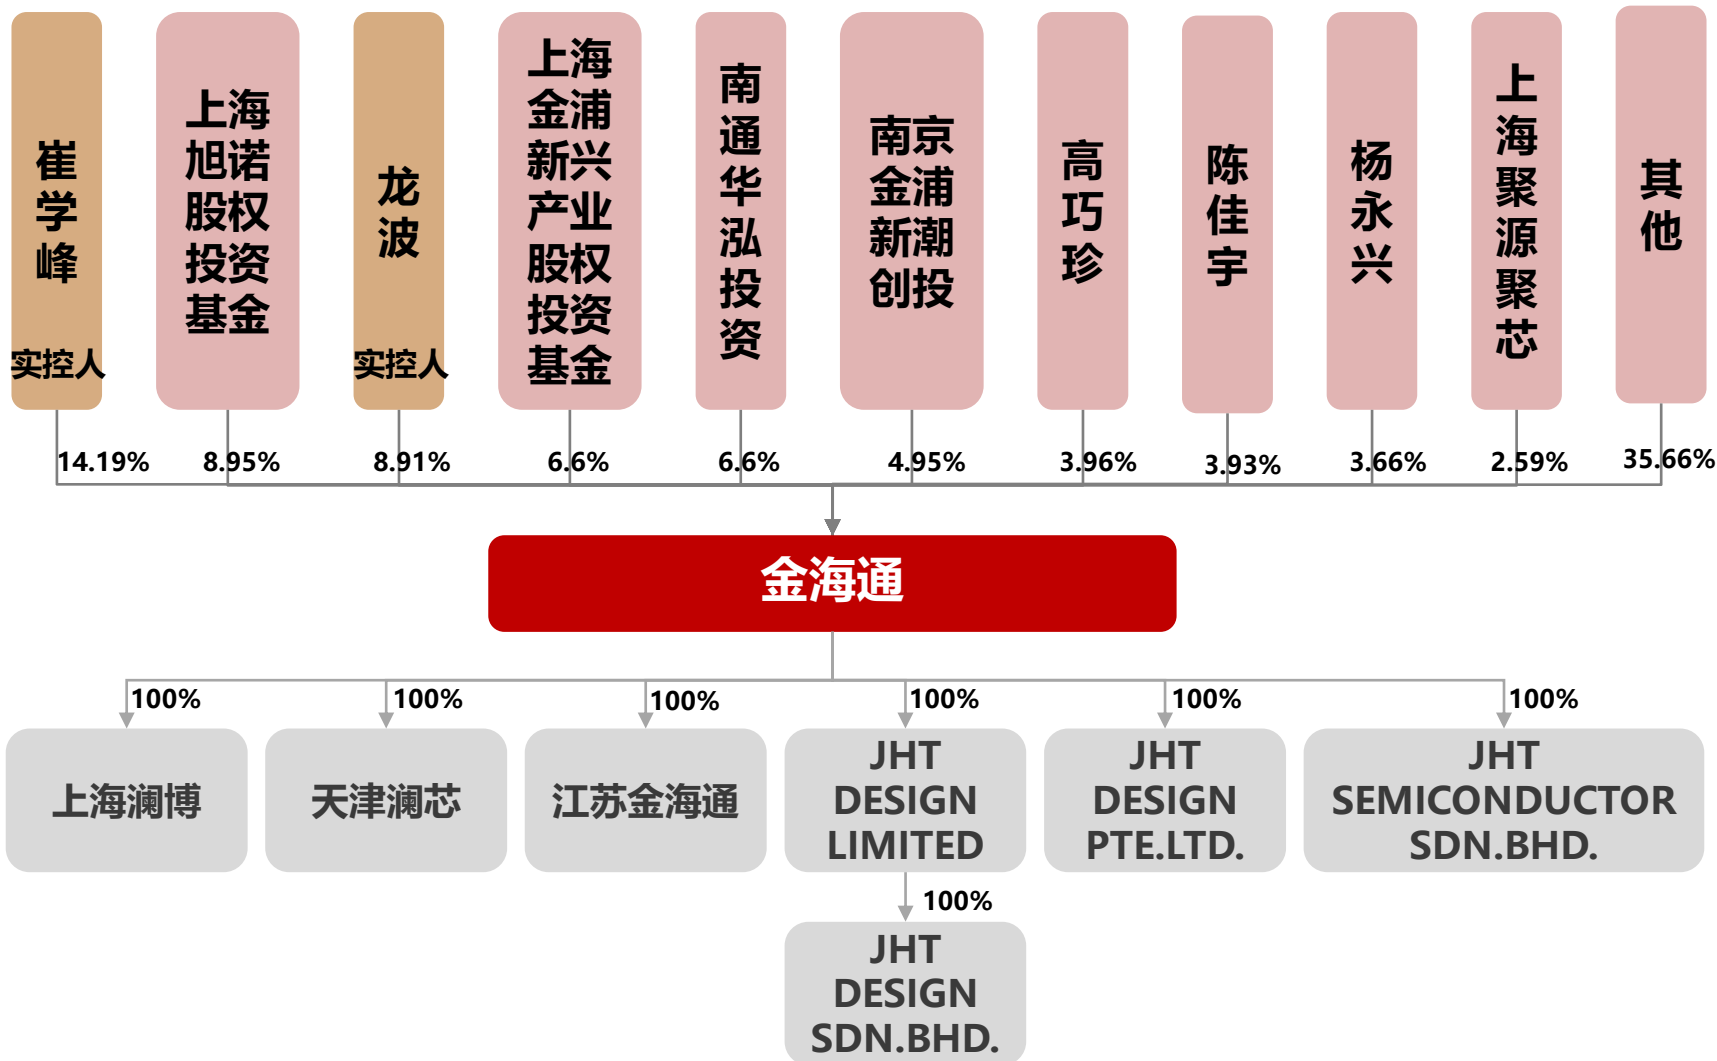 崔学峰
实控人
上海
旭诺
股权
投资
基金
龙波
实控人
上海
金浦
新兴
产业
股权
投资
基金
南通华泓投资
南京
金浦
新潮
创投
高巧珍
陈佳宇
杨永兴
上海聚源聚芯
其他
14.19%
8.95%
8.91%
6.6%
6.6%
4.95%
3.96%
3.93%
3.66%
2.59%
35.66%
金海通
100%
100%
100%
100%
100%
100%
上海澜博
天津澜芯
江苏金海通
JHT
DESIGN
LIMITED
JHT
DESIGN
PTE.LTD.
JHT
SEMICONDUCTOR
SDN.BHD.
100%
JHT
DESIGN
SDN.BHD.